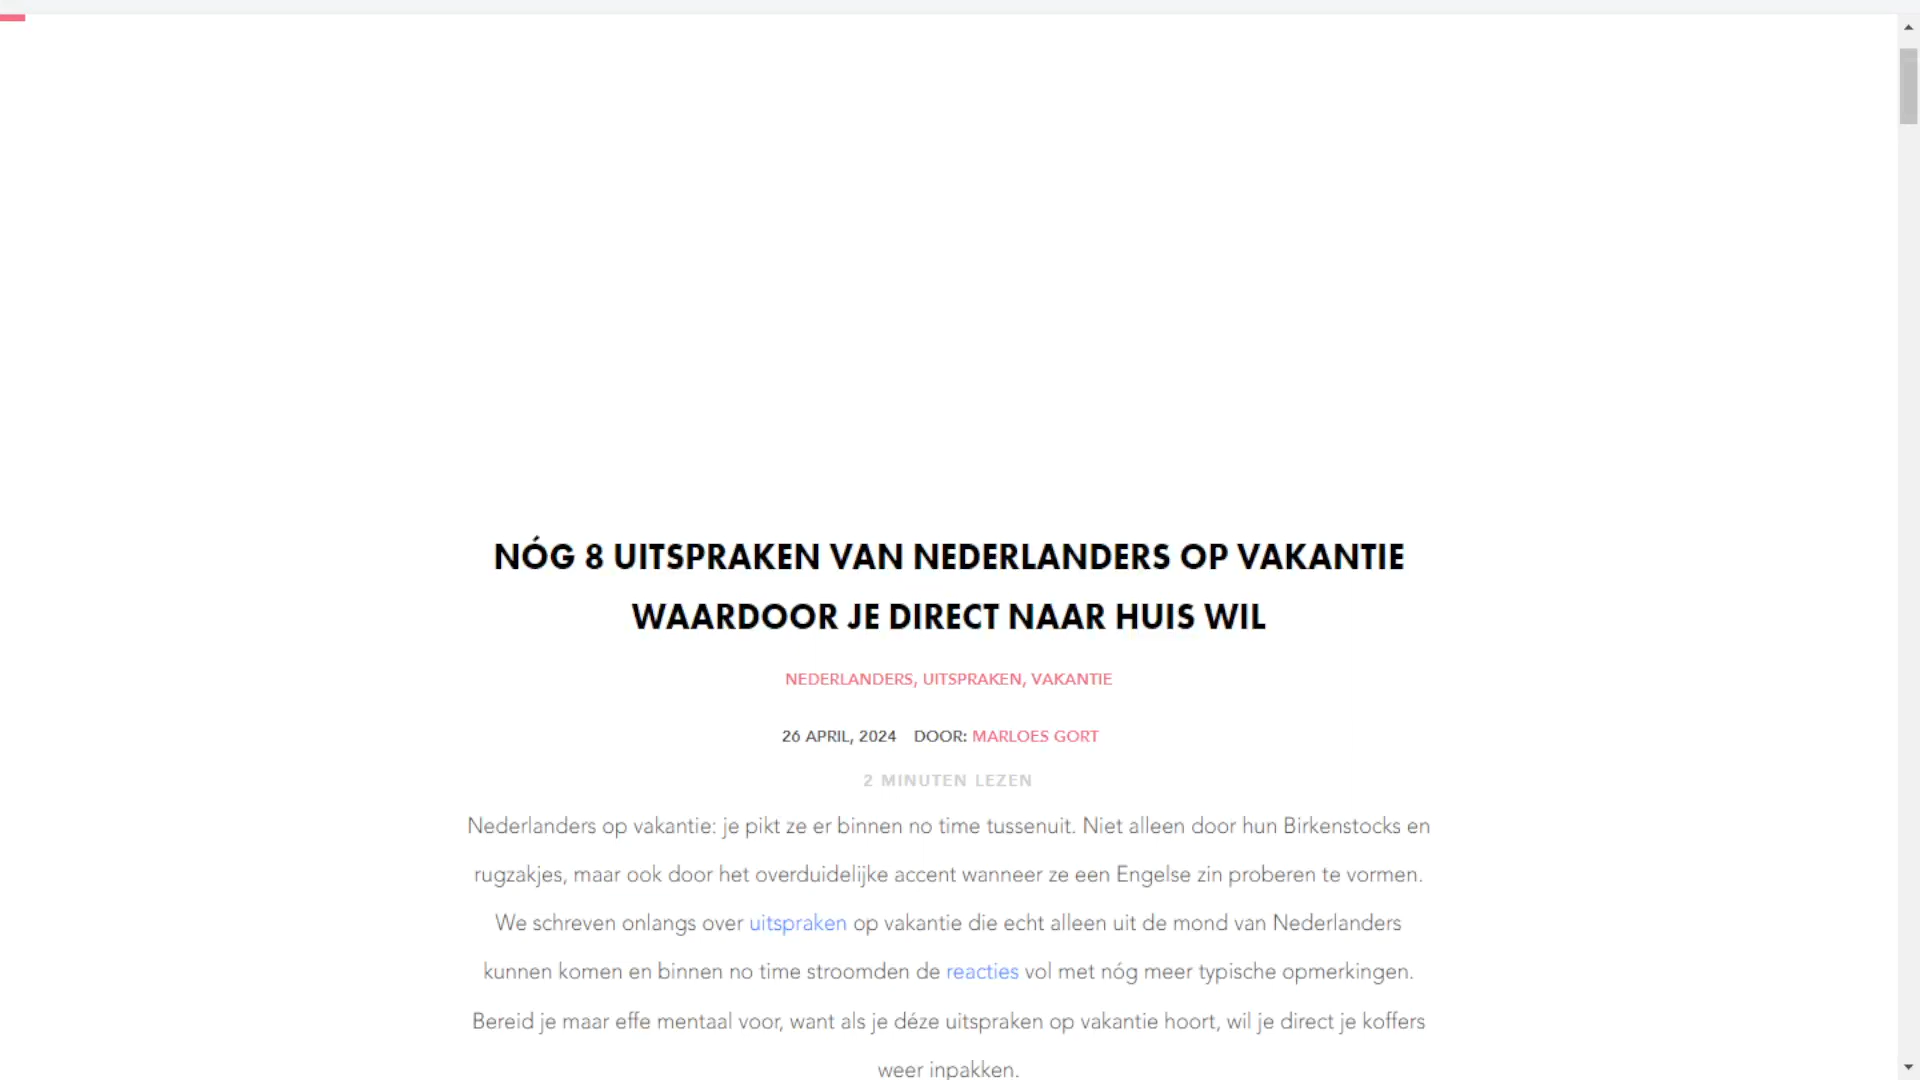 NÓG 8 UITSPRAKEN VAN NEDERLANDERS OP VAKANTIE
WAARDOOR JE DIRECT NAAR HUIS WIL
NEDERLANDERS, UITSPRAKEN, VAKANTIE
26 APRIL, 2024 DOOR: MARLOES GORT
2 MINUTEN LEZEN
Nederlanders op vakantie: je pikt ze er binnen no time tussenuit. Niet alleen door hun Birkenstocks en
rugzakjes, maar ook door het overduidelijke accent wanneer ze een Engelse zin proberen te vormen.
We schreven onlangs over uitspraken op vakantie die echt alleen uit de mond van Nederlanders
kunnen komen en binnen no time stroomden de reacties vol met nóg meer typische opmerkingen.
Bereid je maar effe mentaal voor, want als je déze uitspraken op vakantie hoort, wil je direct je koffers
weer inpakken.